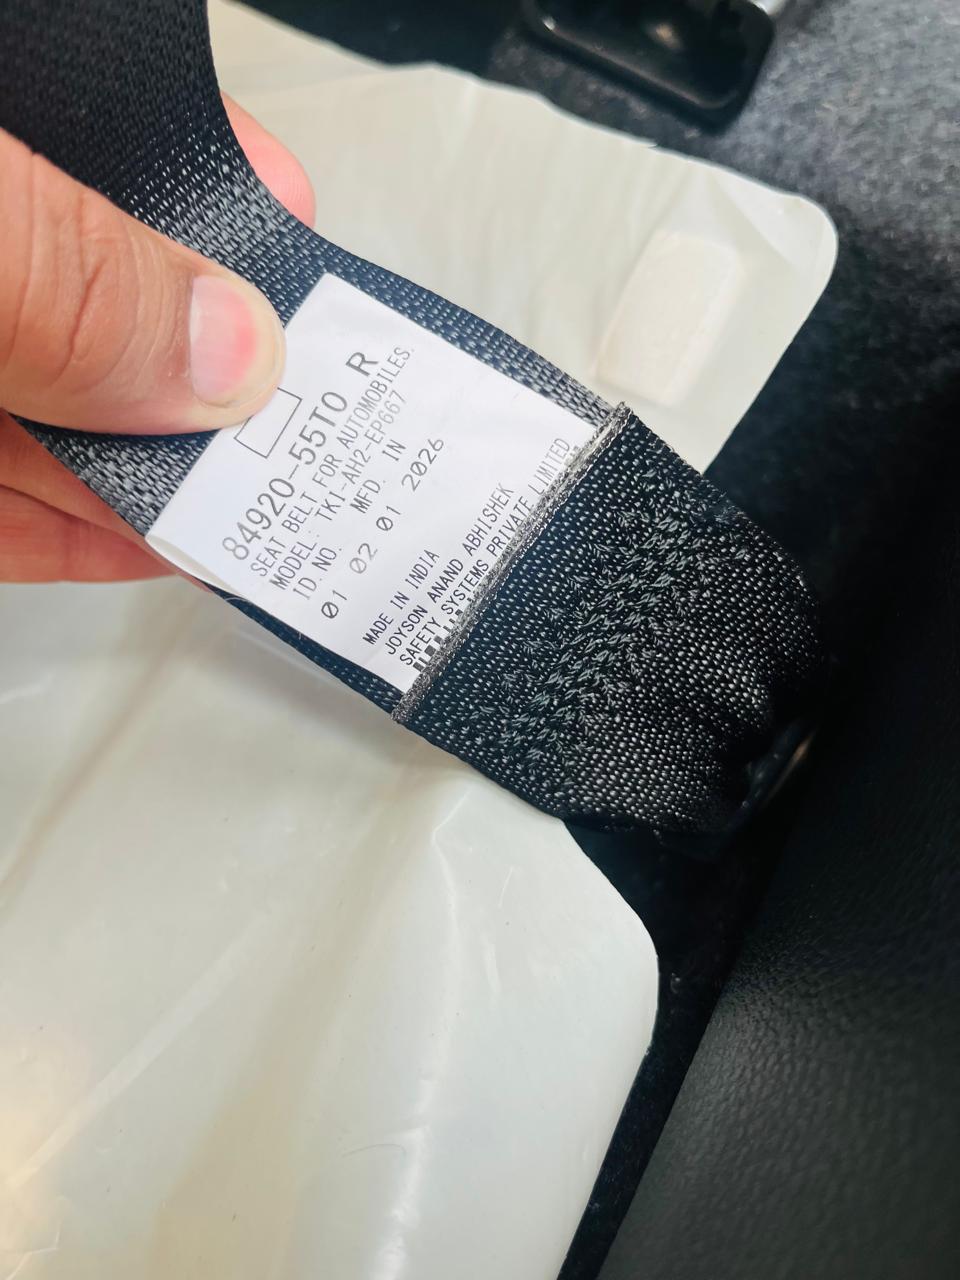 84920-55T0 R
SEAT BELT FOR AUTOMOBILES.
MODEL: TK1-AH2-EP667
ID. NO. MFD. IN
01 02 01 2026
MADE IN INDIA
JOYSON ANAND ABHISHEK
SAFETY SYSTEMS PRIVATE LIMITED